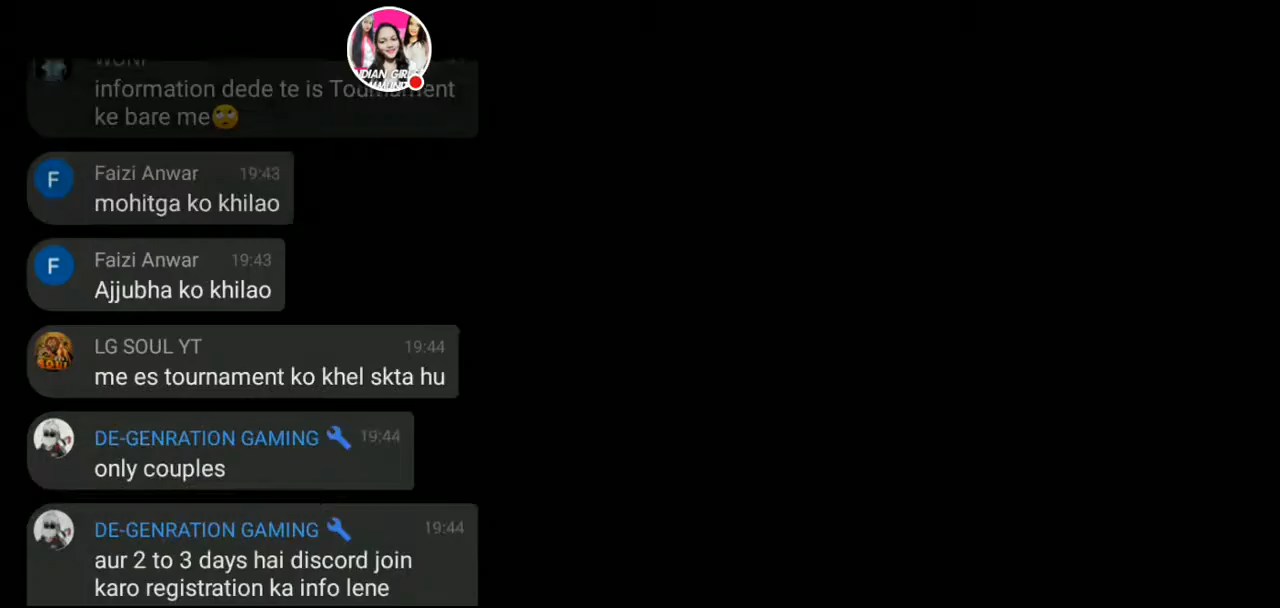 information dede te is Tournament
ke bare me🙄
Faizi Anwar 19:43
mohitga ko khilao
Faizi Anwar 19:43
Ajjubha ko khilao
LG SOUL YT 19:44
me es tournament ko khel skta hu
DE-GENRATION GAMING 19:44
only couples
DE-GENRATION GAMING 19:44
aur 2 to 3 days hai discord join
karo registration ka info lene